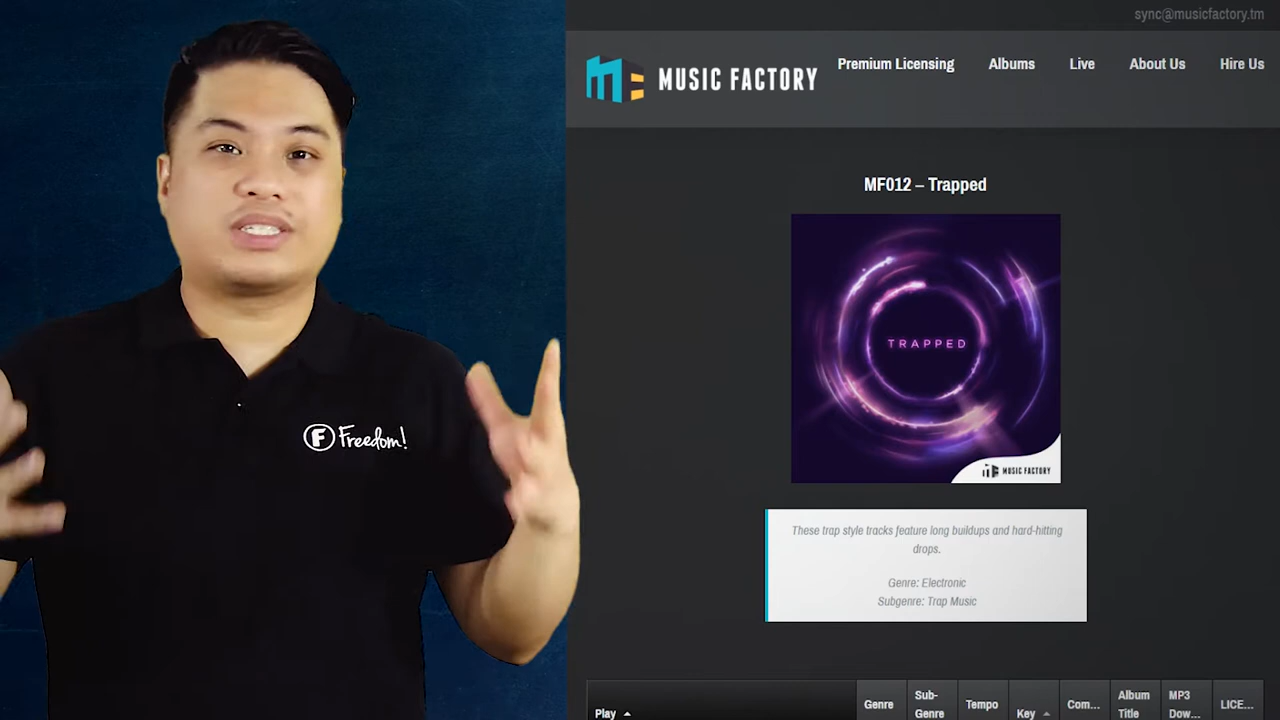 sync@musicfactory.tm
MUSIC FACTORY
Premium Licensing
Albums
Live
About Us
Hire Us
MF012 – Trapped
TRAPPED
MUSIC FACTORY
These trap style tracks feature long buildups and hard-hitting
drops.
Genre: Electronic
Subgenre: Trap Music
F Freedom!
Play
Genre
Sub-
Genre
Tempo
Key
Com...
Album
Title
MP3
Dow...
LICE...